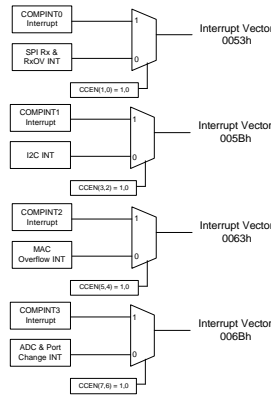 COMPINT0
Interrupt
1
Interrupt Vector
0053h
SPI Rx &
RxOV INT
0
CCEN(1,0) = 1,0
COMPINT1
Interrupt
1
Interrupt Vector
005Bh
I2C INT
0
CCEN(3,2) = 1,0
COMPINT2
Interrupt
1
Interrupt Vector
0063h
MAC
Overflow INT
0
CCEN(5,4) = 1,0
COMPINT3
Interrupt
1
Interrupt Vector
006Bh
ADC & Port
Change INT
0
CCEN(7,6) = 1,0